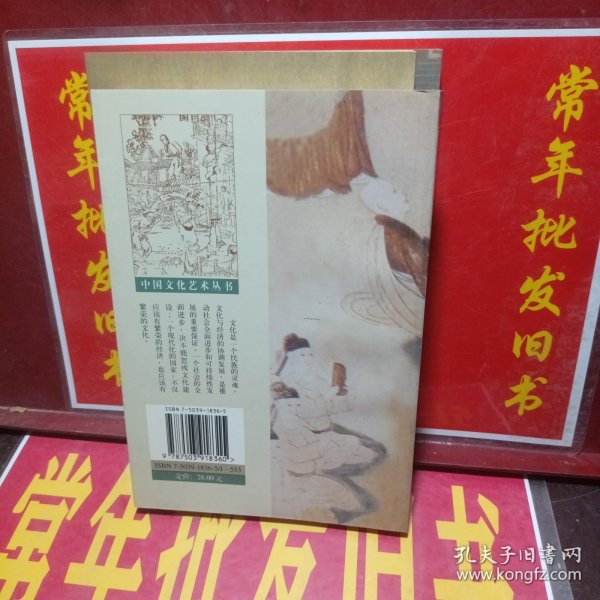 中国文化艺术丛书
文化是一个民族的灵魂，
文化与经济的协调发展，是推
动社会全面进步和可持续性发
展的重要保证。一个社会的全
面进步，决不能忽视文化建
设；一个现代化的国家，不仅
应该有繁荣的经济，也应该有
繁荣的文化。
ISBN 7-5039-1836-5
9 787503 918360 >
ISBN 7-5039-1836-5/J · 555
定价：28.00 元
常年批发旧书
常年批发旧书
常年批发旧书
孔夫子旧书网
www.kongfz.com